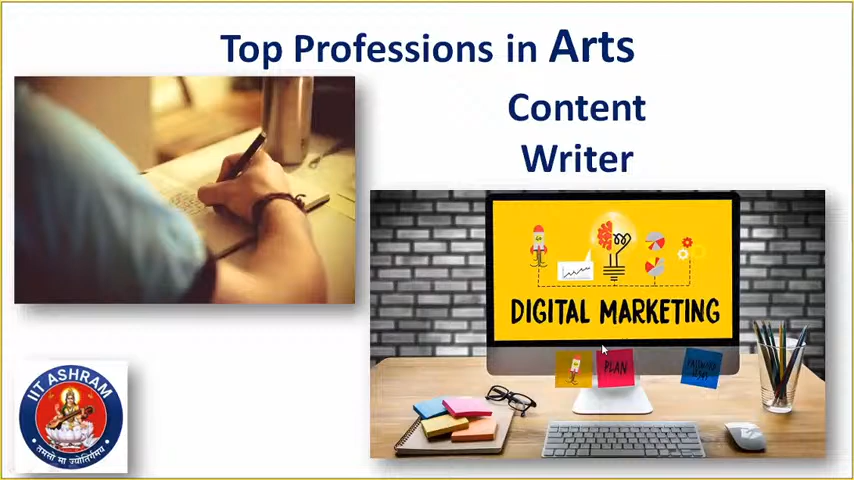 Top Professions in Arts
Content
Writer
DIGITAL MARKETING
PLAN
IIT ASHRAM
तमसो मा ज्योतिर्गमय